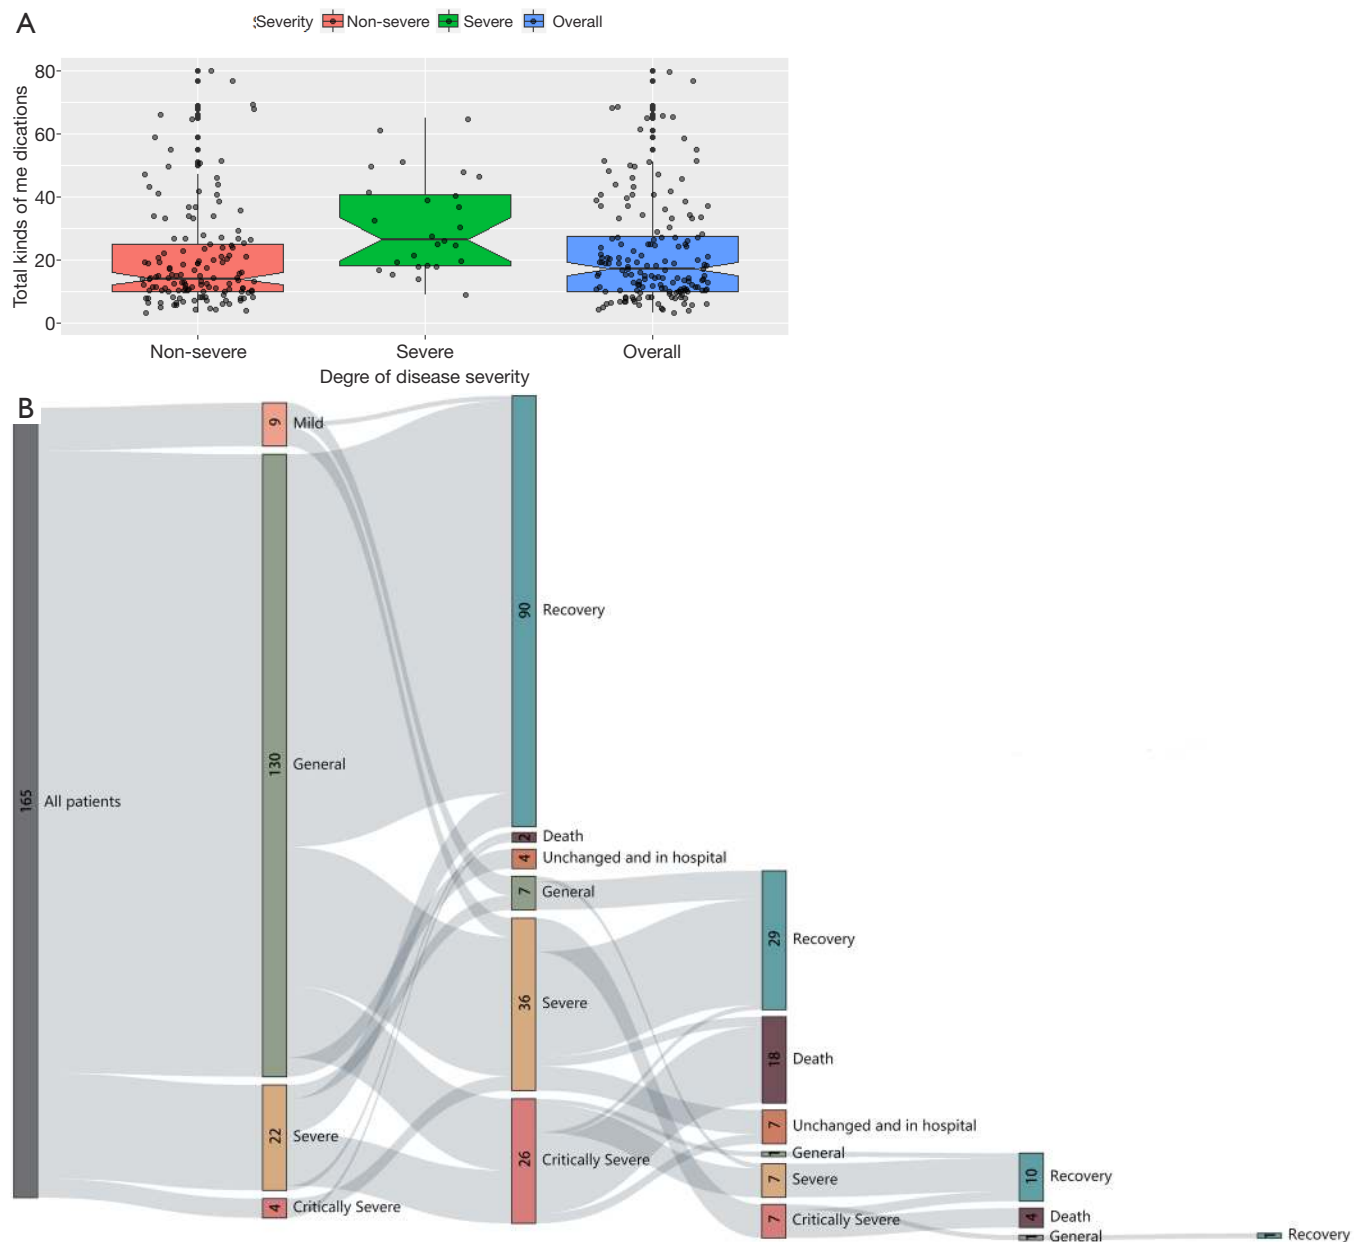 A
Severity Non-severe Severe Overall
Total kinds of me dications
80
60
40
20
0
Non-severe Severe Overall
Degre of disease severity
B
165 All patients
9 Mild
130 General
22 Severe
4 Critically Severe
90 Recovery
2 Death
4 Unchanged and in hospital
7 General
36 Severe
26 Critically Severe
29 Recovery
18 Death
7 Unchanged and in hospital
1 General
7 Severe
7 Critically Severe
10 Recovery
4 Death
1 General
1 Recovery